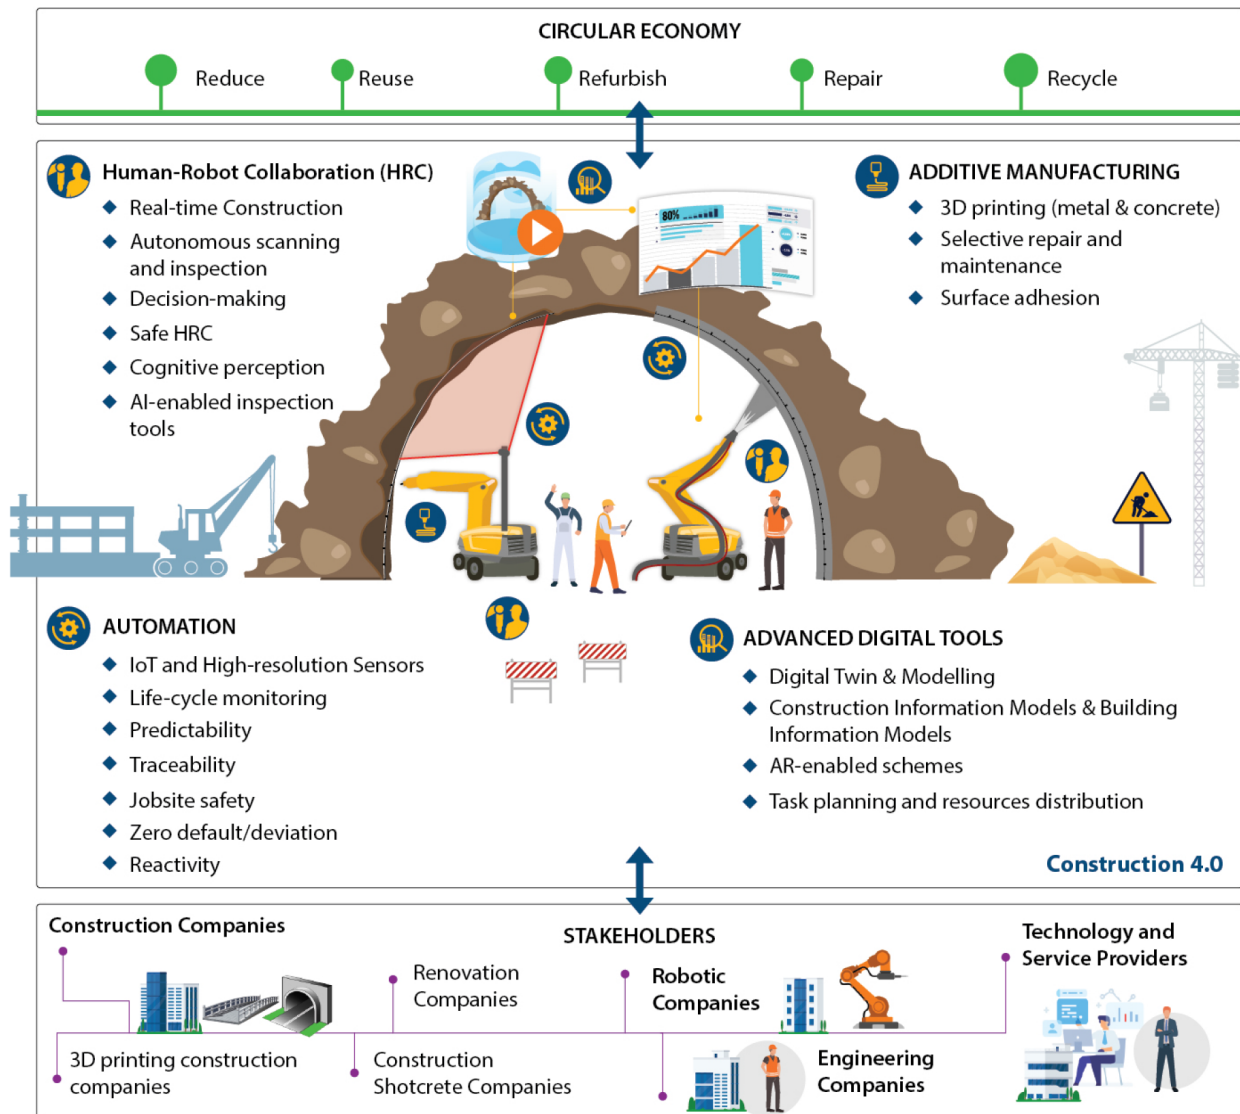 CIRCULAR ECONOMY
Reduce
Reuse
Refurbish
Repair
Recycle
Human-Robot Collaboration (HRC)
Real-time Construction
Autonomous scanning
and inspection
Decision-making
Safe HRC
Cognitive perception
AI-enabled inspection
tools
80%
ADDITIVE MANUFACTURING
3D printing (metal & concrete)
Selective repair and
maintenance
Surface adhesion
AUTOMATION
IoT and High-resolution Sensors
Life-cycle monitoring
Predictability
Traceability
Jobsite safety
Zero default/deviation
Reactivity
ADVANCED DIGITAL TOOLS
Digital Twin & Modelling
Construction Information Models & Building
Information Models
AR-enabled schemes
Task planning and resources distribution
Construction 4.0
STAKEHOLDERS
Construction Companies
3D printing construction
companies
Renovation
Companies
Construction
Shotcrete Companies
Robotic
Companies
Engineering
Companies
Technology and
Service Providers